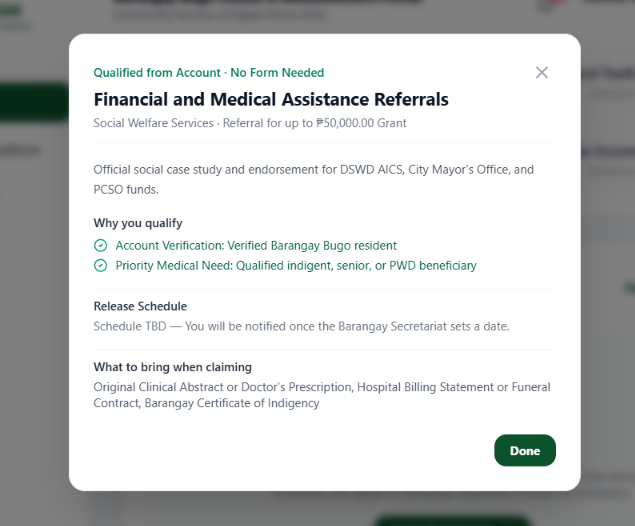 Qualified from Account · No Form Needed
Financial and Medical Assistance Referrals
Social Welfare Services · Referral for up to ₱50,000.00 Grant
Official social case study and endorsement for DSWD AICS, City Mayor's Office, and
PCSO funds.
Why you qualify
Account Verification: Verified Barangay Bugo resident
Priority Medical Need: Qualified indigent, senior, or PWD beneficiary
Release Schedule
Schedule TBD — You will be notified once the Barangay Secretariat sets a date.
What to bring when claiming
Original Clinical Abstract or Doctor's Prescription, Hospital Billing Statement or Funeral
Contract, Barangay Certificate of Indigency
Done